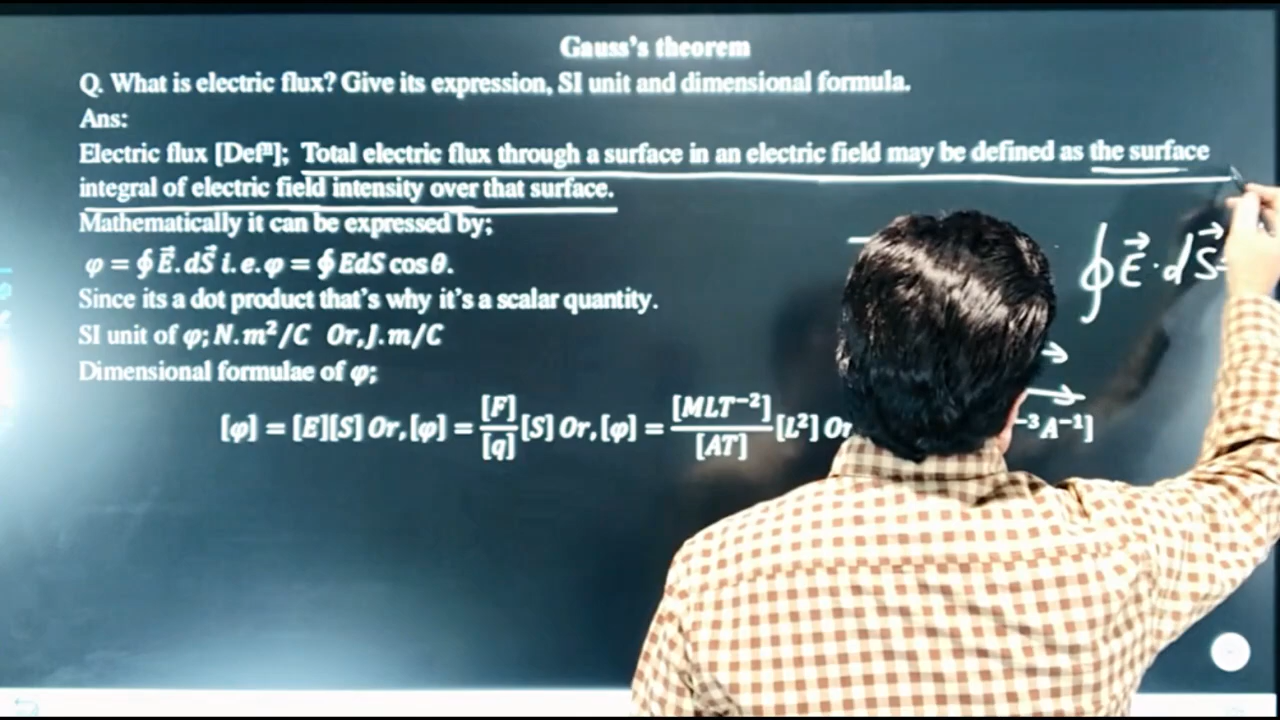 Gauss's theorem
Q. What is electric flux? Give its expression, SI unit and dimensional formula.
Ans:
Electric flux [Defⁿ]; Total electric flux through a surface in an electric field may be defined as the surface
integral of electric field intensity over that surface.
Mathematically it can be expressed by;
φ = ∮ E⃗. dS⃗ i. e. φ = ∮ EdS cos θ.
∮ E⃗ · dS⃗
Since its a dot product that's why it's a scalar quantity.
SI unit of φ; N. m²/C Or, J. m/C
Dimensional formulae of φ;
[φ] = [E][S] Or, [φ] = [F]/[q] [S] Or, [φ] = [MLT⁻²]/[AT] [L²] Or ⁻³A⁻¹]